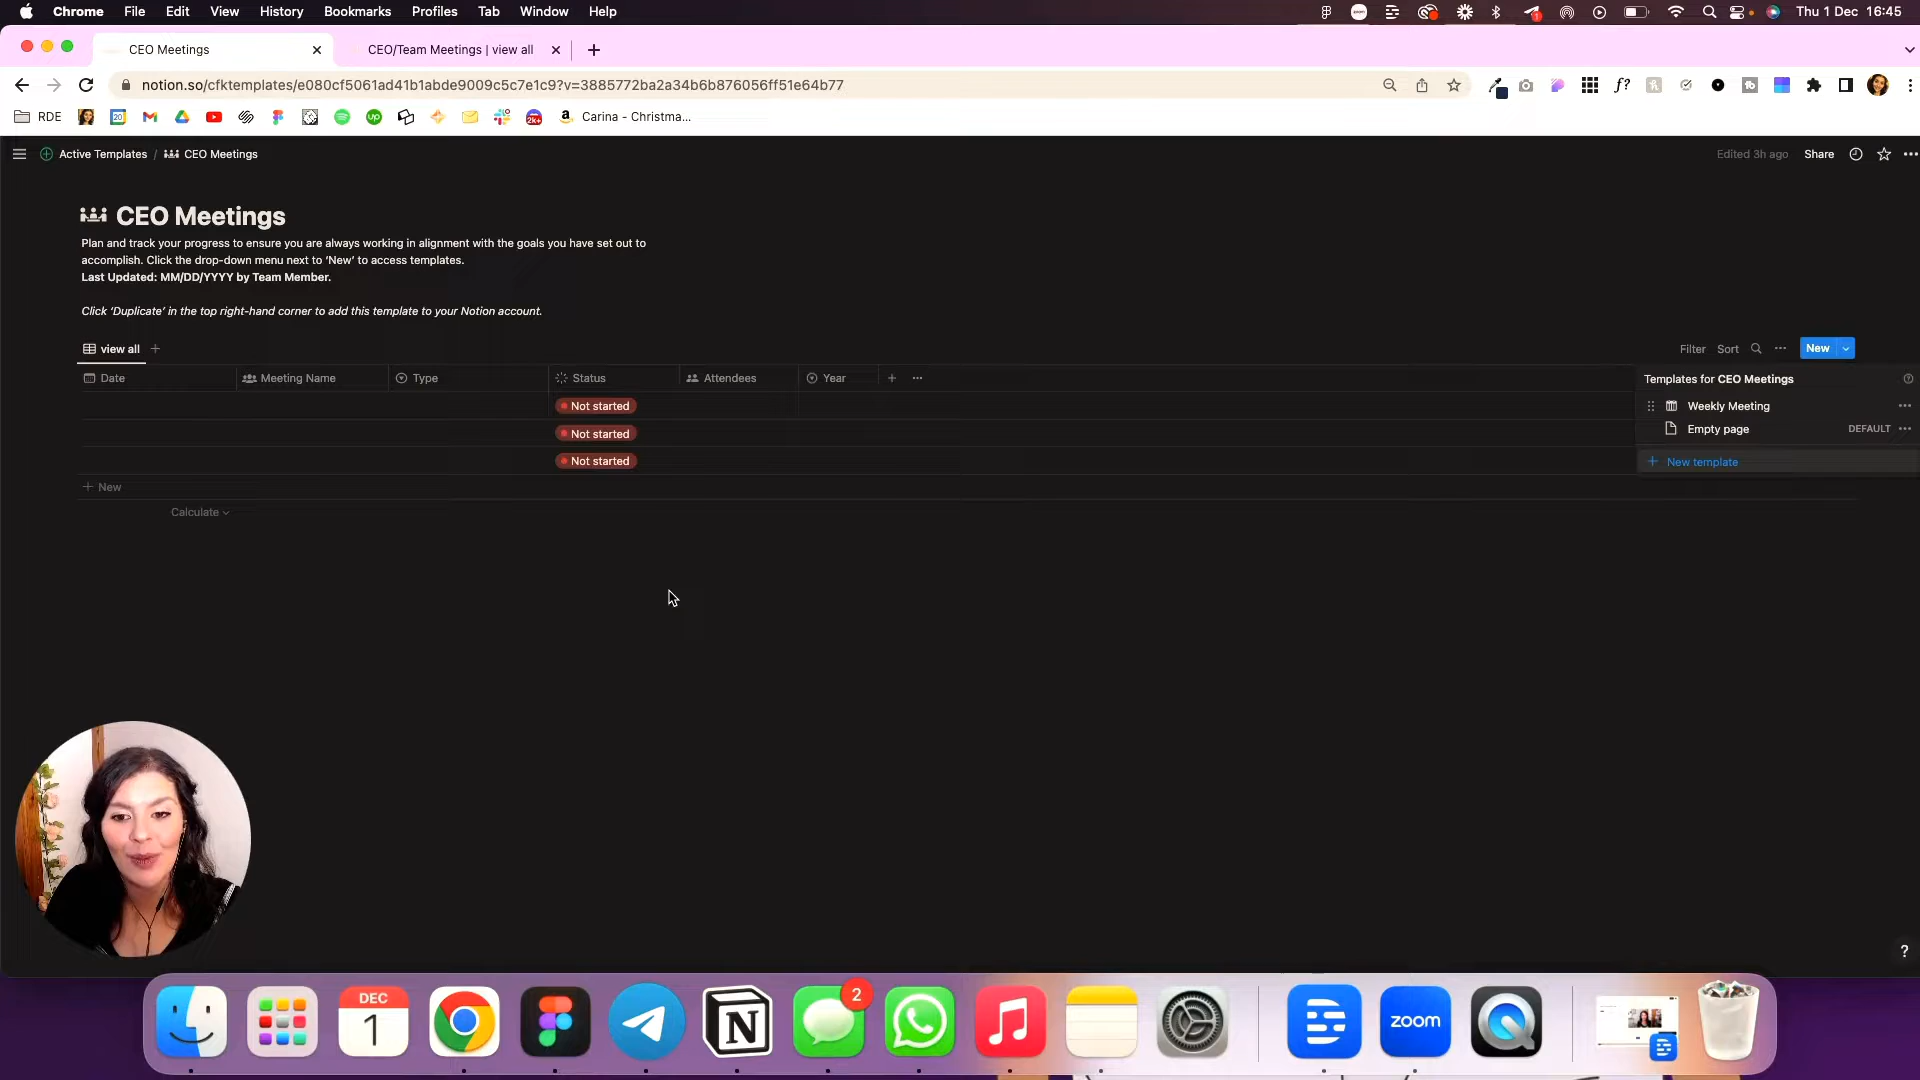 Chrome File Edit View History Bookmarks Profiles Tab Window Help
Thu 1 Dec 16:45
CEO Meetings
CEO/Team Meetings | view all
notion.so/cfktemplates/e080cf5061ad41b1abde9009c5c7e1c9?v=3885772ba2a34b6b876056ff51e64b77
RDE
Carina - Christma...
Active Templates / CEO Meetings
Edited 3h ago Share
CEO Meetings
Plan and track your progress to ensure you are always working in alignment with the goals you have set out to
accomplish. Click the drop-down menu next to 'New' to access templates.
Last Updated: MM/DD/YYYY by Team Member.
Click 'Duplicate' in the top right-hand corner to add this template to your Notion account.
view all
Filter Sort New
Date Meeting Name Type Status Attendees Year
Templates for CEO Meetings
Not started
Weekly Meeting
Not started
Empty page DEFAULT
Not started
New template
New
Calculate
?
DEC
1
2
zoom